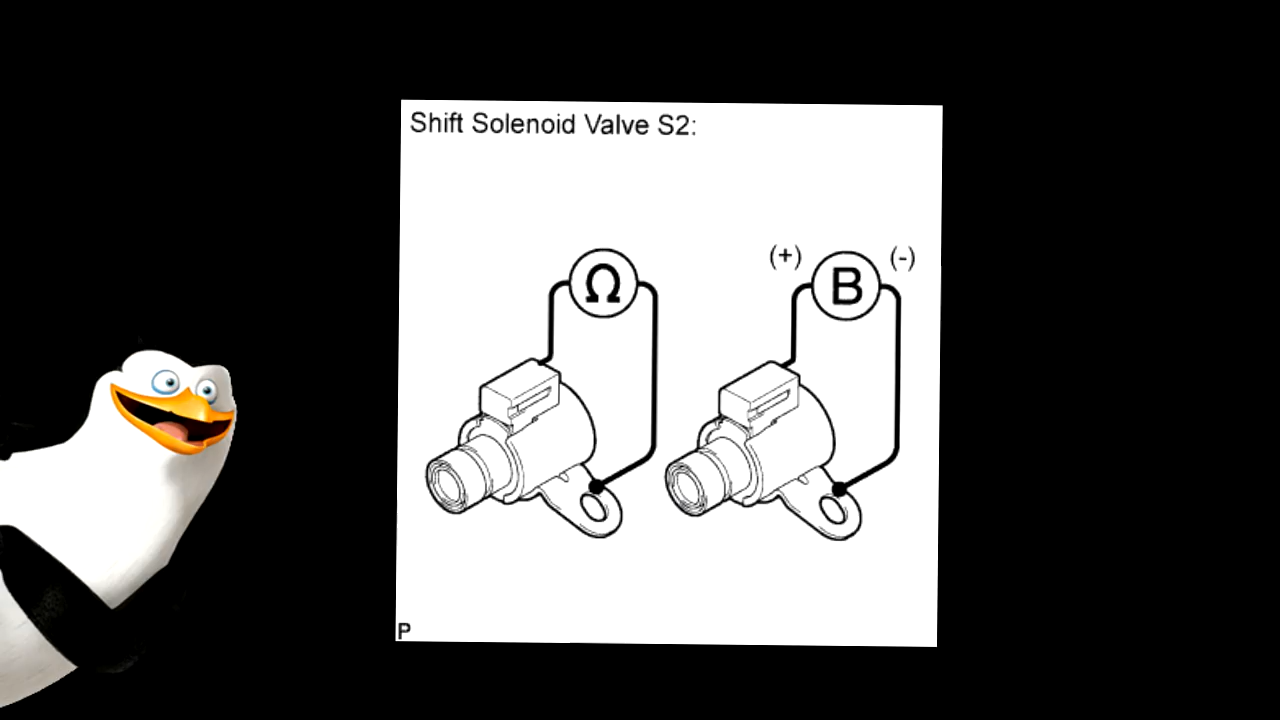 Shift Solenoid Valve S2:
(+) (-)
Ω B
P